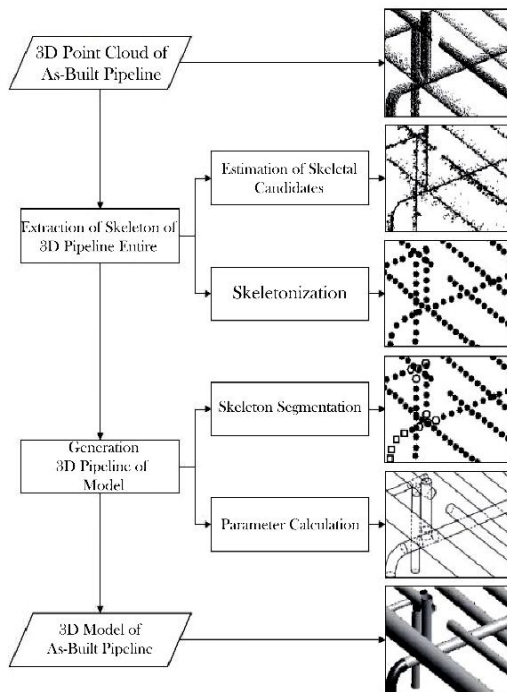 3D Point Cloud of
As-Built Pipeline
Estimation of Skeletal
Candidates
Extraction of Skeleton of
3D Pipeline Entire
Skeletonization
Skeleton Segmentation
Generation
3D Pipeline of
Model
Parameter Calculation
3D Model of
As-Built Pipeline